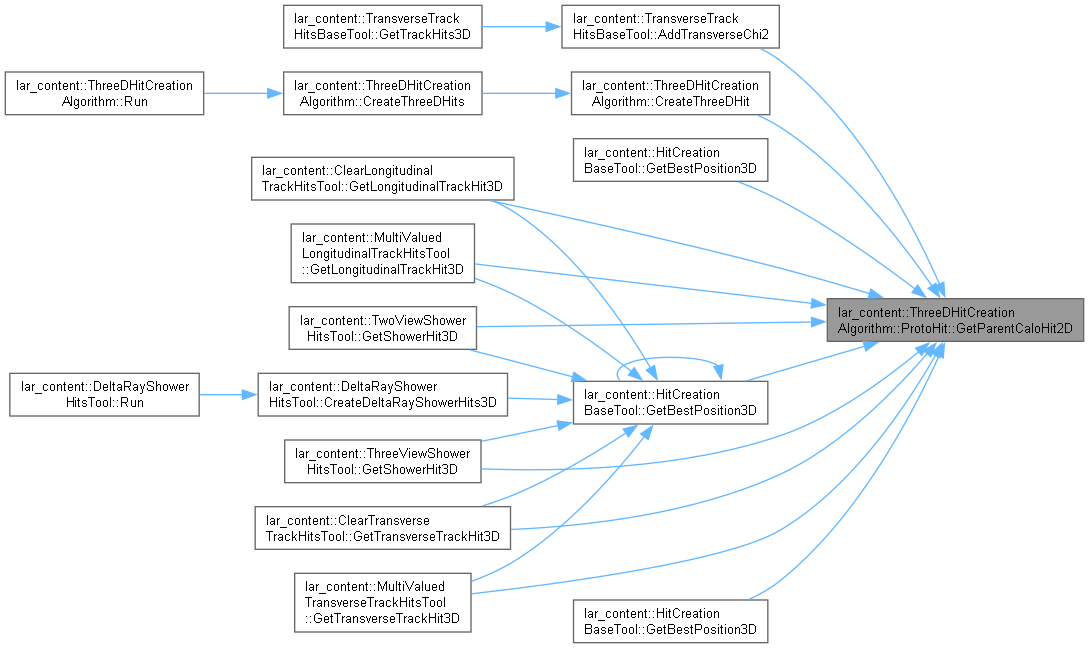 lar_content::TransverseTrack
HitsBaseTool::GetTrackHits3D
lar_content::TransverseTrack
HitsBaseTool::AddTransverseChi2
lar_content::ThreeDHitCreation
Algorithm::Run
lar_content::ThreeDHitCreation
Algorithm::CreateThreeDHits
lar_content::ThreeDHitCreation
Algorithm::CreateThreeDHit
lar_content::HitCreation
BaseTool::GetBestPosition3D
lar_content::ClearLongitudinal
TrackHitsTool::GetLongitudinalTrackHit3D
lar_content::MultiValued
LongitudinalTrackHitsTool
::GetLongitudinalTrackHit3D
lar_content::TwoViewShower
HitsTool::GetShowerHit3D
lar_content::ThreeDHitCreation
Algorithm::ProtoHit::GetParentCaloHit2D
lar_content::DeltaRayShower
HitsTool::Run
lar_content::DeltaRayShower
HitsTool::CreateDeltaRayShowerHits3D
lar_content::HitCreation
BaseTool::GetBestPosition3D
lar_content::ThreeViewShower
HitsTool::GetShowerHit3D
lar_content::ClearTransverse
TrackHitsTool::GetTransverseTrackHit3D
lar_content::MultiValued
TransverseTrackHitsTool
::GetTransverseTrackHit3D
lar_content::HitCreation
BaseTool::GetBestPosition3D